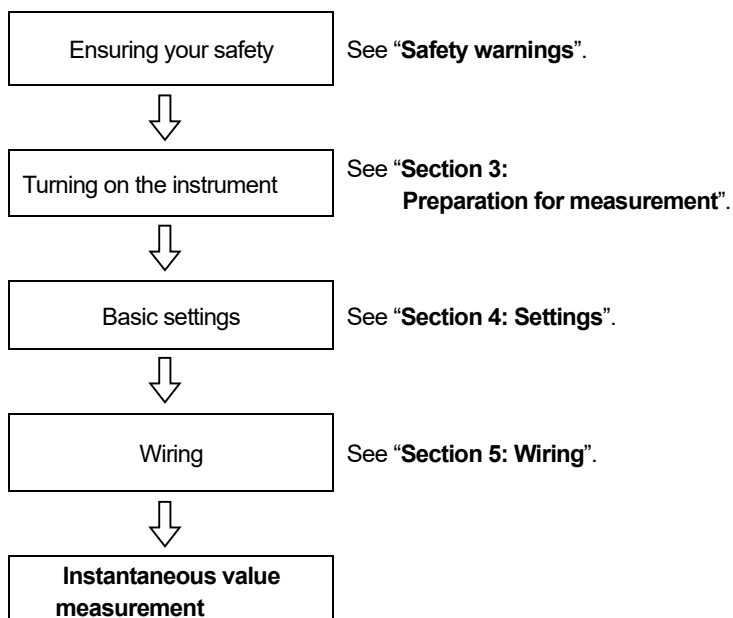 Ensuring your safety
See “Safety warnings”.
Turning on the instrument
See “Section 3:
Preparation for measurement”.
Basic settings
See “Section 4: Settings”.
Wiring
See “Section 5: Wiring”.
Instantaneous value
measurement